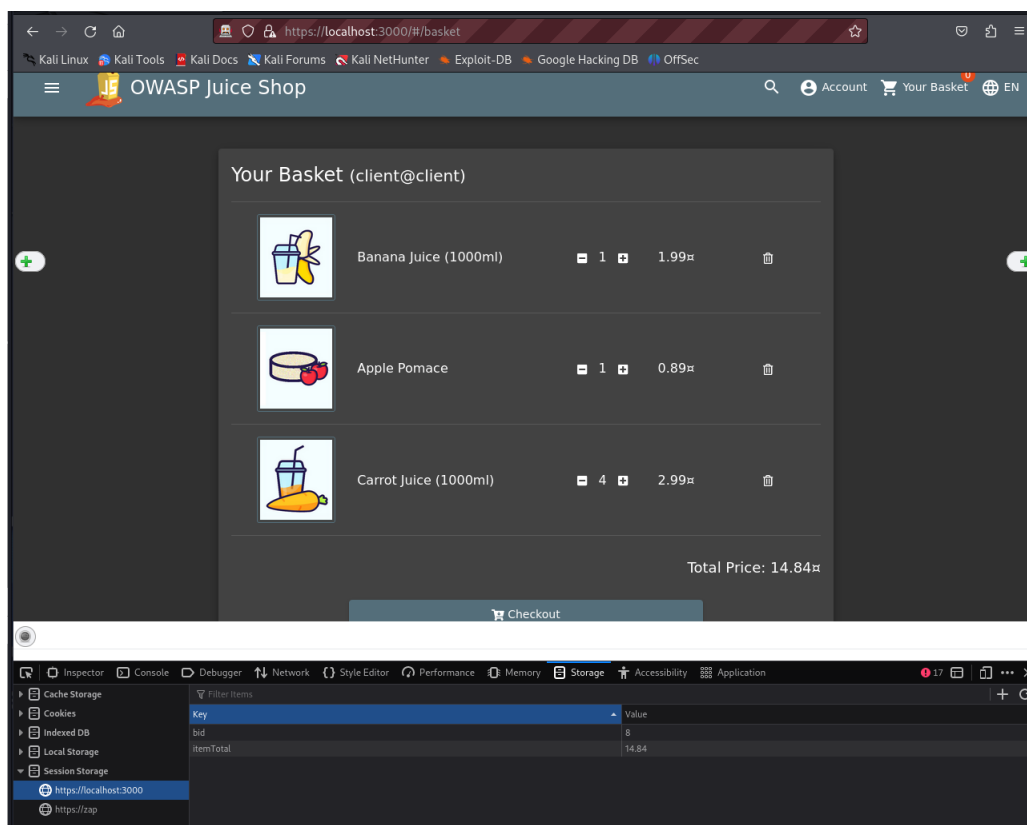 https://localhost:3000/#/basket
Kali Linux Kali Tools Kali Docs Kali Forums Kali NetHunter Exploit-DB Google Hacking DB OffSec
OWASP Juice Shop Account 0 Your Basket EN
Your Basket (client@client)
Banana Juice (1000ml) 1 1.99¤
Apple Pomace 1 0.89¤
Carrot Juice (1000ml) 4 2.99¤
Total Price: 14.84¤
Checkout
Inspector Console Debugger Network Style Editor Performance Memory Storage Accessibility Application 17
Cache Storage Filter Items
Cookies Key Value
Indexed DB bid 8
Local Storage itemTotal 14.84
Session Storage
https://localhost:3000
https://zap